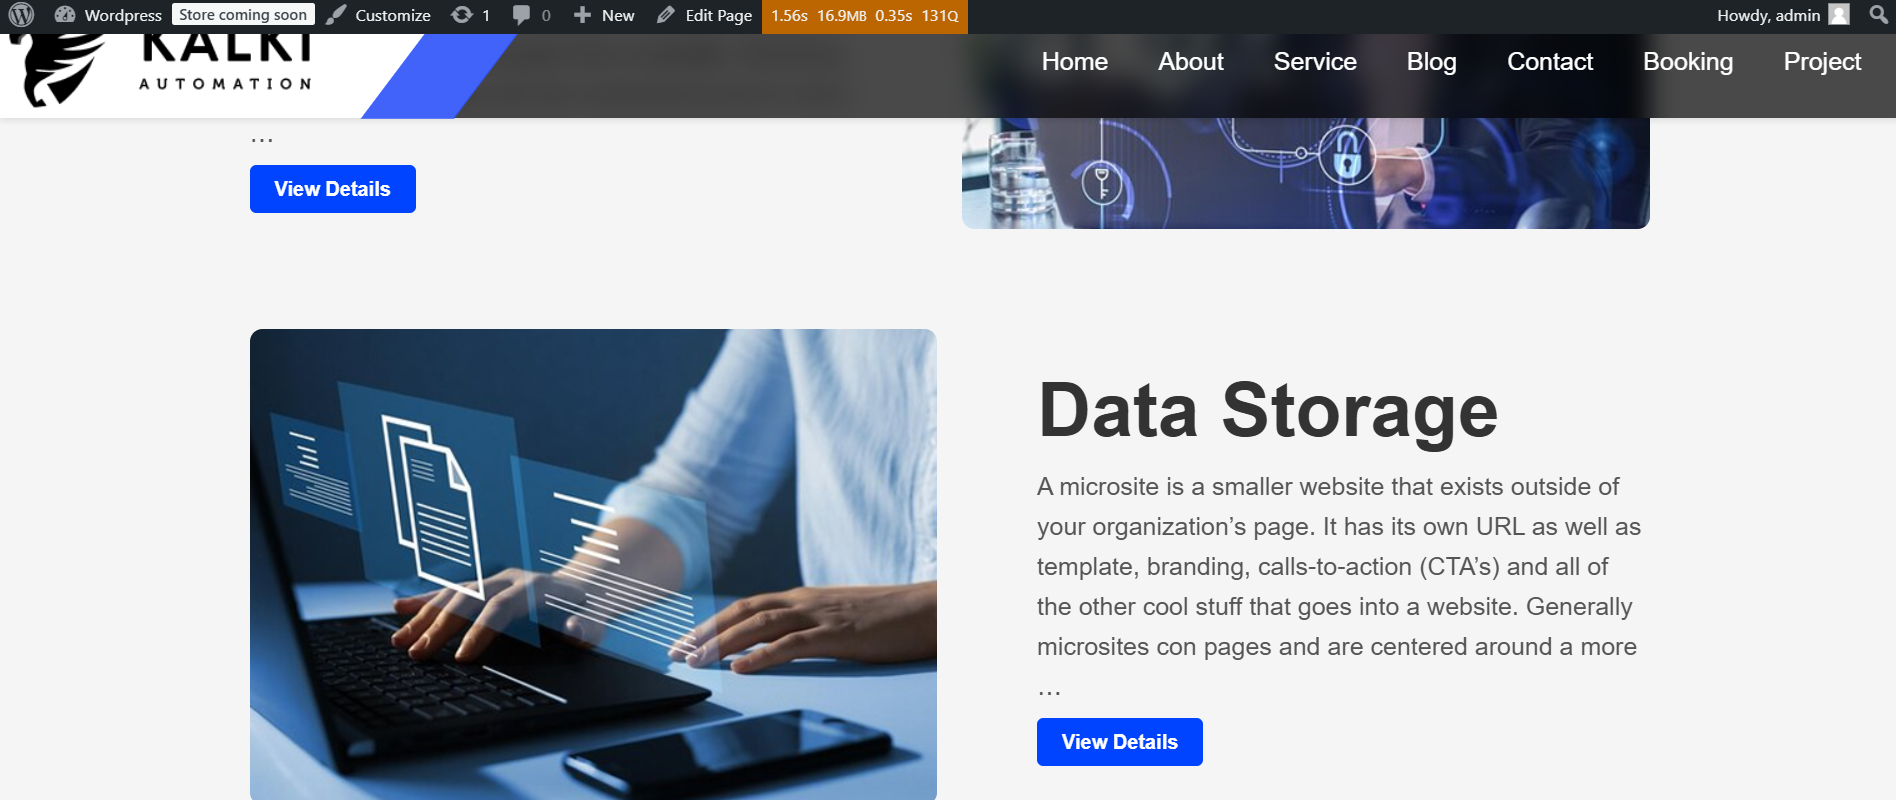 Wordpress Store coming soon Customize 1 0 New Edit Page 1.56s 16.9MB 0.35s 131Q Howdy, admin
KALKI
AUTOMATION
Home About Service Blog Contact Booking Project
…
View Details
Data Storage
A microsite is a smaller website that exists outside of
your organization’s page. It has its own URL as well as
template, branding, calls-to-action (CTA’s) and all of
the other cool stuff that goes into a website. Generally
microsites con pages and are centered around a more
…
View Details